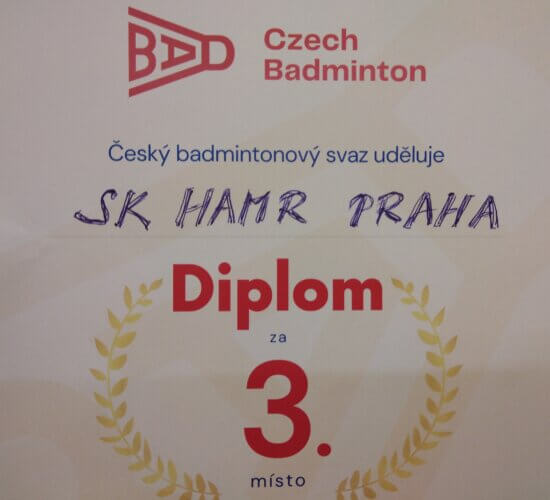 BAD
Czech
Badminton
Český badmintonový svaz uděluje
SK HAMR PRAHA
Diplom
za
3.
místo